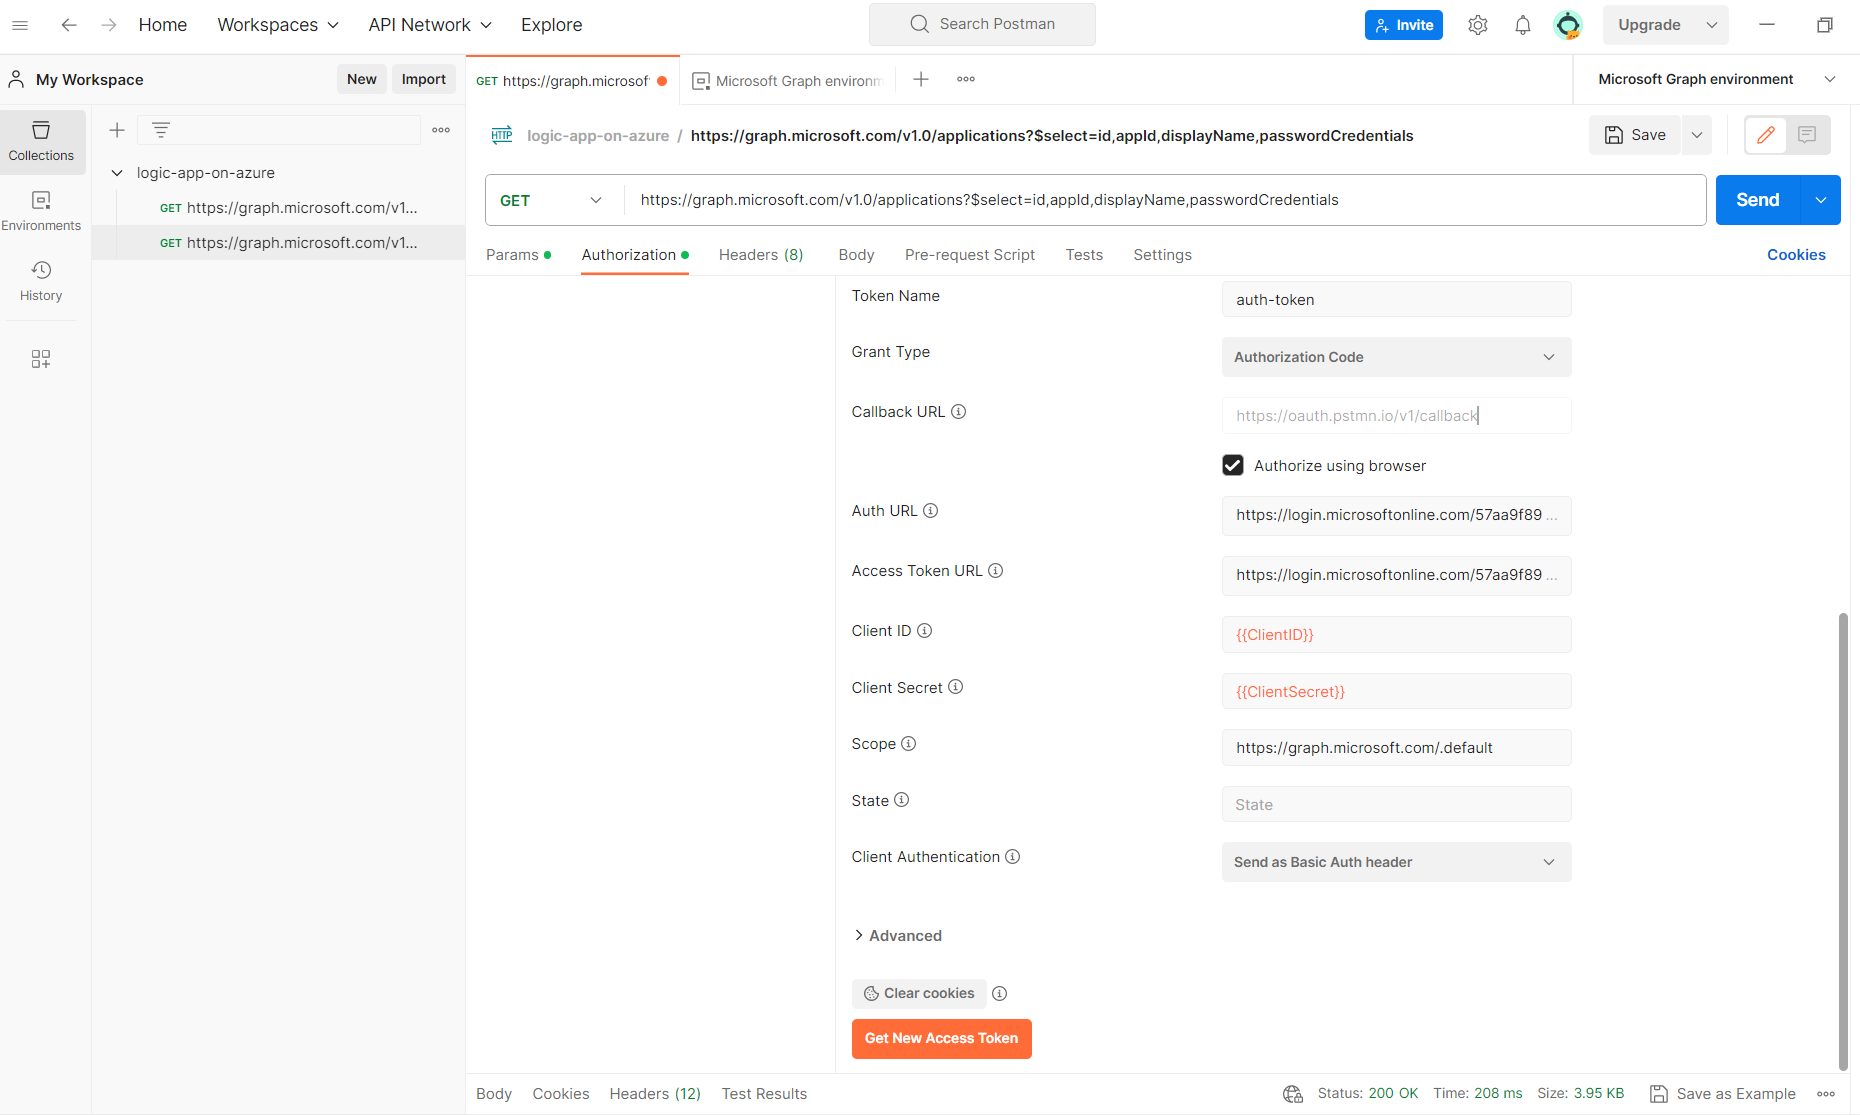 Home
Workspaces
API Network
Explore
Search Postman
Invite
Upgrade
My Workspace
New
Import
GET https://graph.microsof
Microsoft Graph environm
Microsoft Graph environment
Collections
Environments
History
logic-app-on-azure
GET https://graph.microsoft.com/v1...
GET https://graph.microsoft.com/v1...
HTTP
logic-app-on-azure / https://graph.microsoft.com/v1.0/applications?$select=id,appId,displayName,passwordCredentials
Save
GET
https://graph.microsoft.com/v1.0/applications?$select=id,appId,displayName,passwordCredentials
Send
Params
Authorization
Headers (8)
Body
Pre-request Script
Tests
Settings
Cookies
Token Name
auth-token
Grant Type
Authorization Code
Callback URL
https://oauth.pstmn.io/v1/callback
Authorize using browser
Auth URL
https://login.microsoftonline.com/57aa9f89 ...
Access Token URL
https://login.microsoftonline.com/57aa9f89 ...
Client ID
{{ClientID}}
Client Secret
{{ClientSecret}}
Scope
https://graph.microsoft.com/.default
State
State
Client Authentication
Send as Basic Auth header
Advanced
Clear cookies
Get New Access Token
Body
Cookies
Headers (12)
Test Results
Status: 200 OK
Time: 208 ms
Size: 3.95 KB
Save as Example